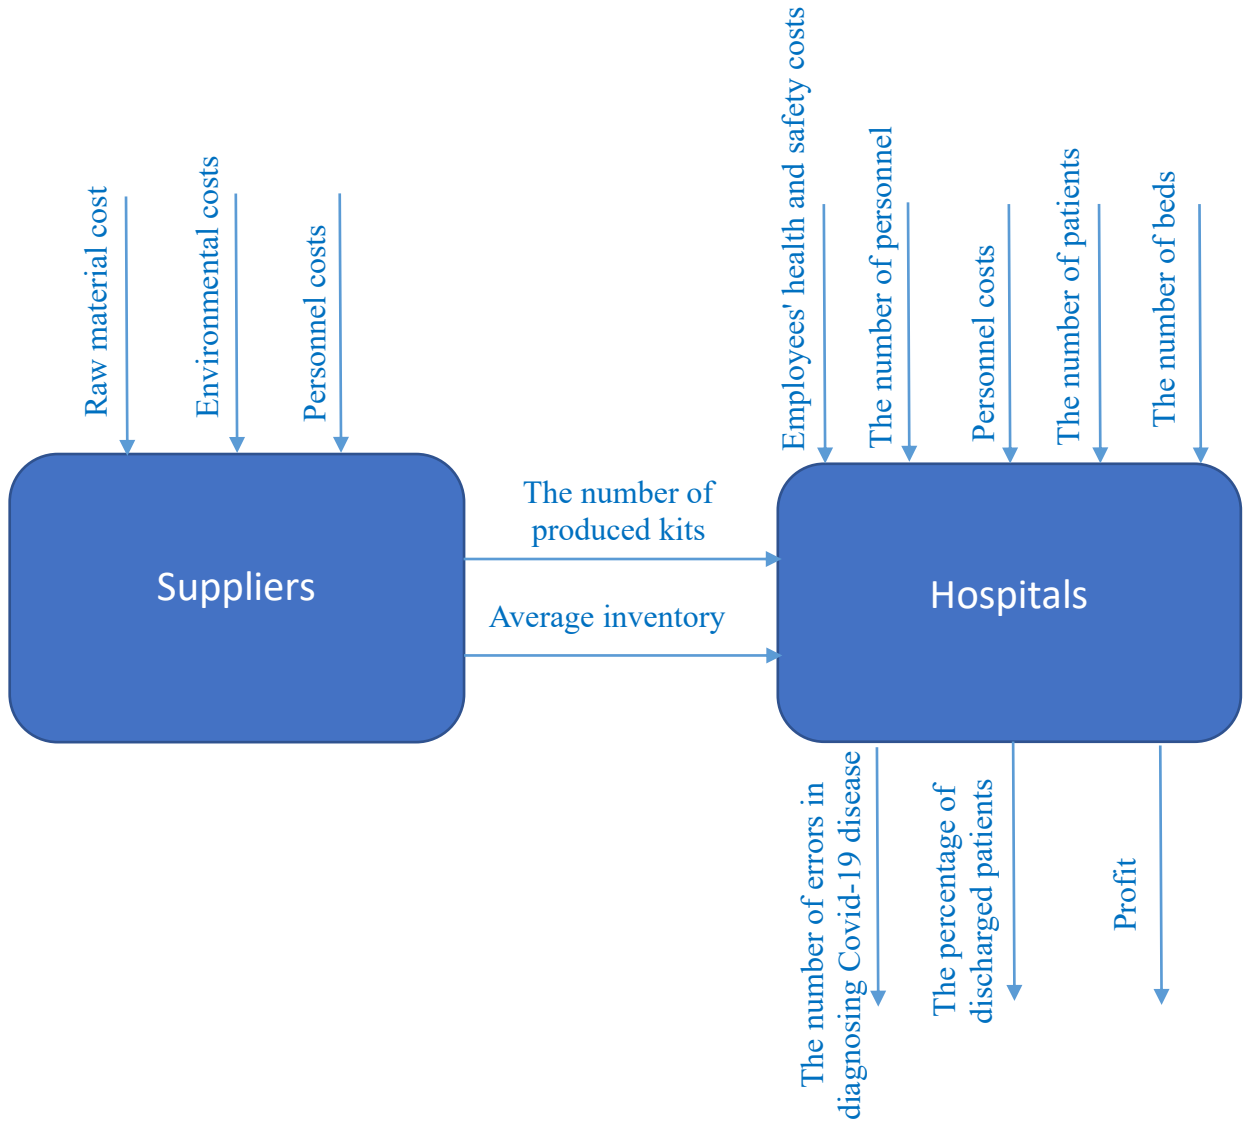 Raw material cost
Environmental costs
Personnel costs
Employees' health and safety costs
The number of personnel
Personnel costs
The number of patients
The number of beds
Suppliers
The number of
produced kits
Average inventory
Hospitals
The number of errors in
diagnosing Covid-19 disease
The percentage of
discharged patients
Profit